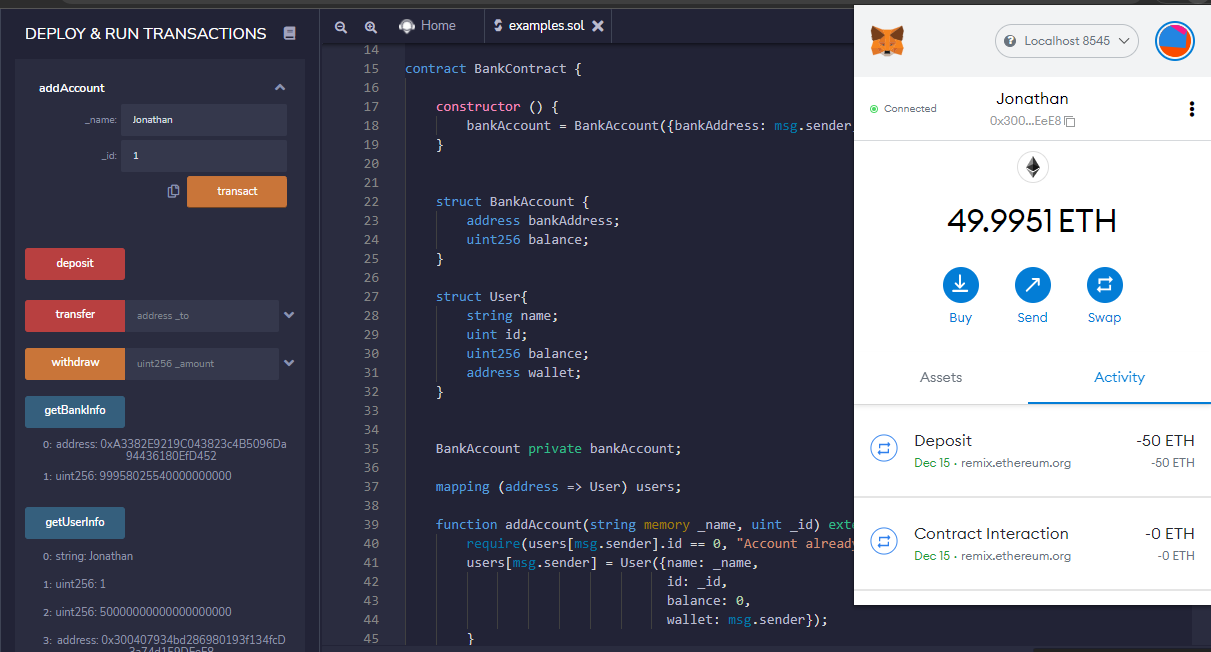 DEPLOY & RUN TRANSACTIONS
addAccount
_name: Jonathan
_id: 1
transact
deposit
transfer address _to
withdraw uint256 _amount
getBankInfo
0: address: 0xA3382E9219C043823c4B5096Da
94436180EfD452
1: uint256: 99958025540000000000
getUserInfo
0: string: Jonathan
1: uint256: 1
2: uint256: 50000000000000000000
3: address: 0x300407934bd286980193f134fcD
Home examples.sol
14
15 contract BankContract {
16
17 constructor () {
18 bankAccount = BankAccount({bankAddress: msg.sender,
19 }
20
21
22 struct BankAccount {
23 address bankAddress;
24 uint256 balance;
25 }
26
27 struct User{
28 string name;
29 uint id;
30 uint256 balance;
31 address wallet;
32 }
33
34
35 BankAccount private bankAccount;
36
37 mapping (address => User) users;
38
39 function addAccount(string memory _name, uint _id) exte
40 require(users[msg.sender].id == 0, "Account already
41 users[msg.sender] = User({name: _name,
42 id: _id,
43 balance: 0,
44 wallet: msg.sender});
45 }
Localhost 8545
Connected
Jonathan
0x300...EeE8
49.9951 ETH
Buy Send Swap
Assets Activity
Deposit -50 ETH
Dec 15 · remix.ethereum.org -50 ETH
Contract Interaction -0 ETH
Dec 15 · remix.ethereum.org -0 ETH